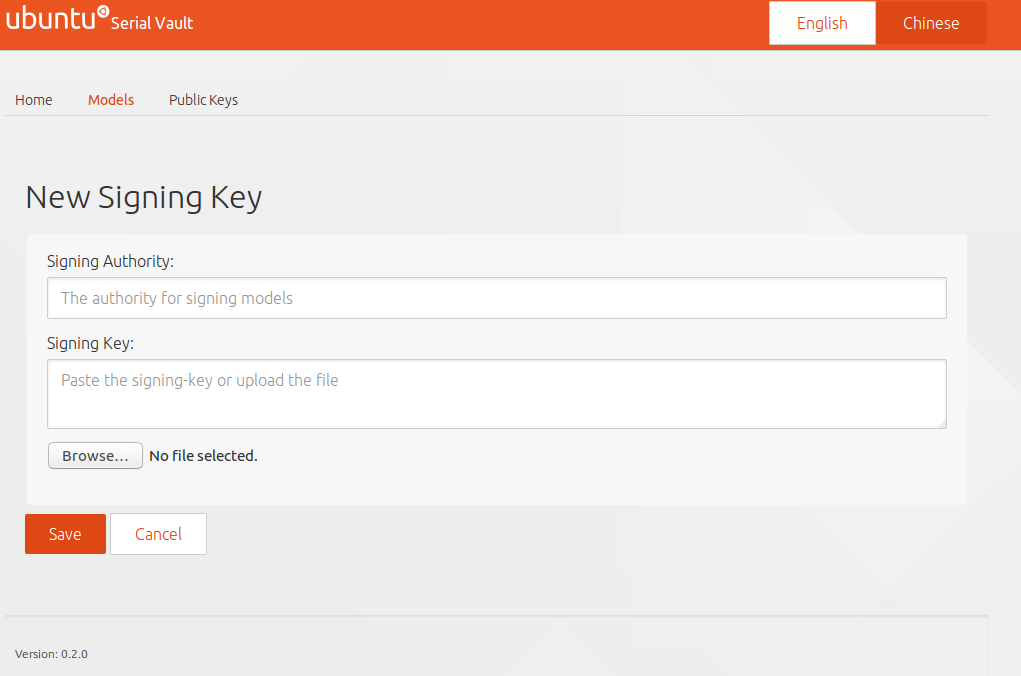 ubuntu Serial Vault
English Chinese
Home Models Public Keys
New Signing Key
Signing Authority:
The authority for signing models
Signing Key:
Paste the signing-key or upload the file
Browse... No file selected.
Save Cancel
Version: 0.2.0